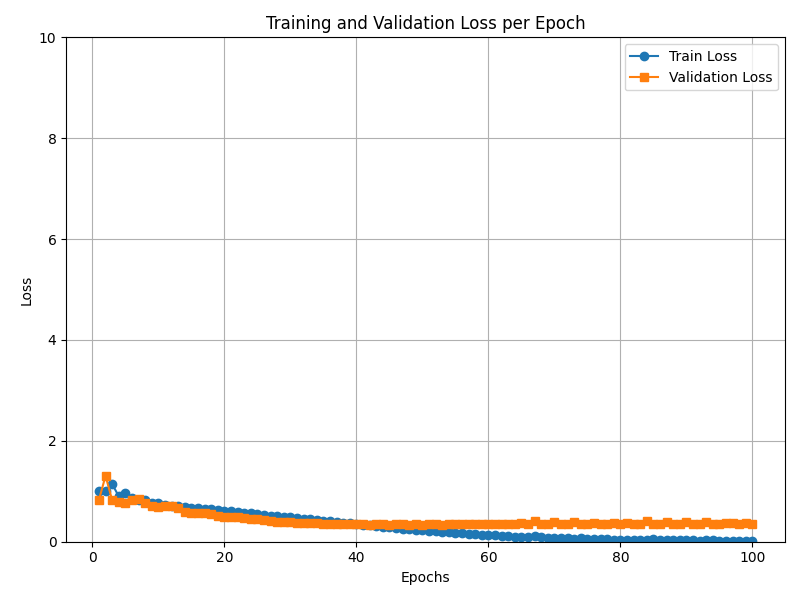 Training and Validation Loss per Epoch
Train Loss
Validation Loss
Loss
10
8
6
4
2
0
0 20 40 60 80 100
Epochs